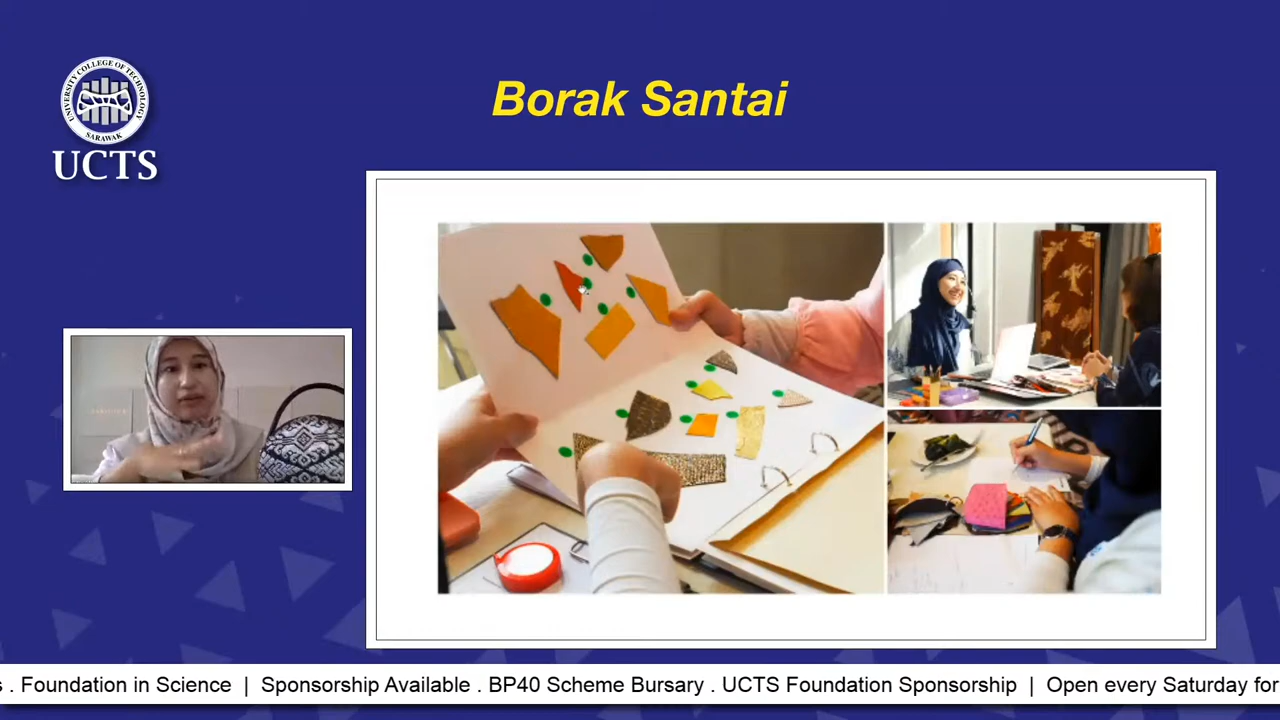 UNIVERSITY COLLEGE OF TECHNOLOGY
SARAWAK
UCTS
Borak Santai
. Foundation in Science | Sponsorship Available . BP40 Scheme Bursary . UCTS Foundation Sponsorship | Open every Saturday for